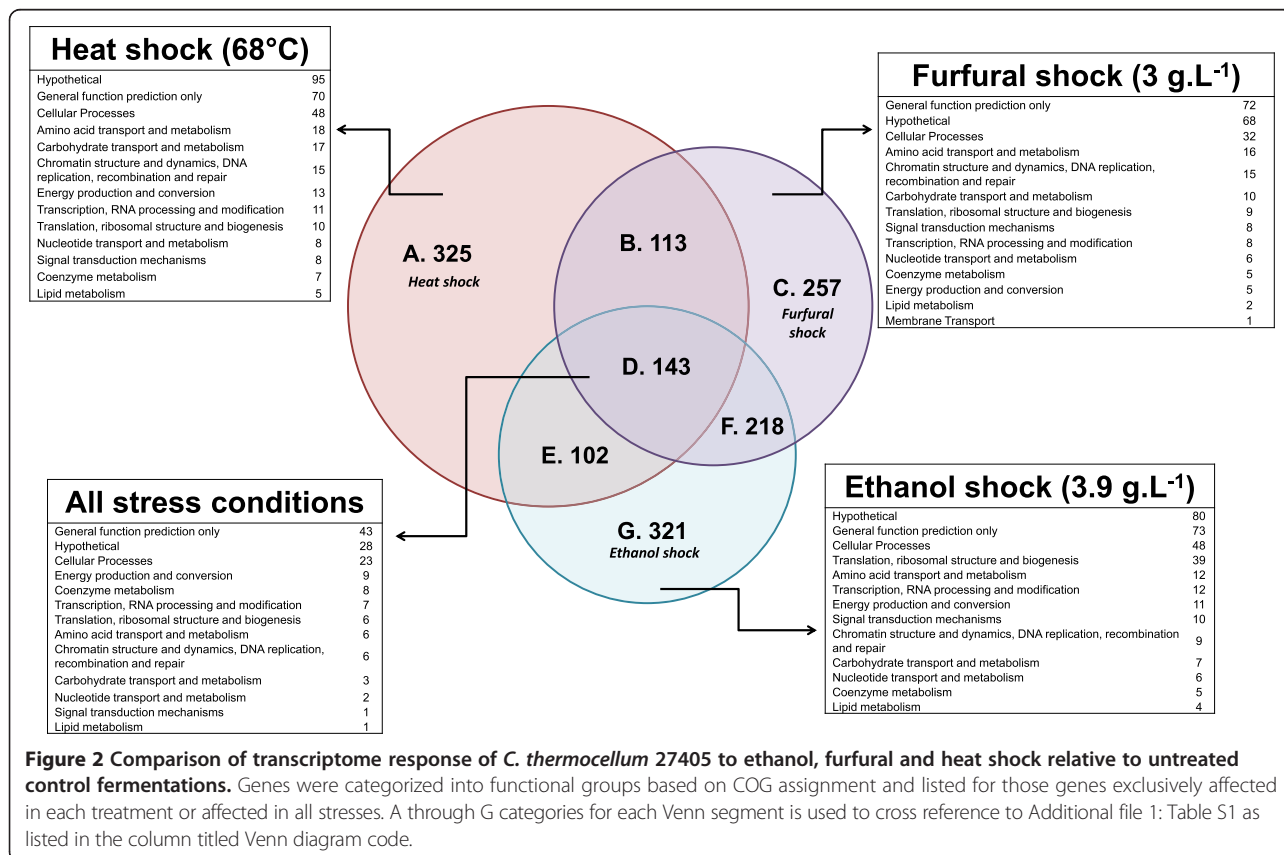 Heat shock (68°C)
Hypothetical 95
General function prediction only 70
Cellular Processes 48
Amino acid transport and metabolism 18
Carbohydrate transport and metabolism 17
Chromatin structure and dynamics, DNA
replication, recombination and repair 15
Energy production and conversion 13
Transcription, RNA processing and modification 11
Translation, ribosomal structure and biogenesis 10
Nucleotide transport and metabolism 8
Signal transduction mechanisms 8
Coenzyme metabolism 7
Lipid metabolism 5
Furfural shock (3 g.L-1)
General function prediction only 72
Hypothetical 68
Cellular Processes 32
Amino acid transport and metabolism 16
Chromatin structure and dynamics, DNA replication,
recombination and repair 15
Carbohydrate transport and metabolism 10
Translation, ribosomal structure and biogenesis 9
Signal transduction mechanisms 8
Transcription, RNA processing and modification 8
Nucleotide transport and metabolism 6
Coenzyme metabolism 5
Energy production and conversion 5
Lipid metabolism 2
Membrane Transport 1
A. 325
Heat shock
B. 113
C. 257
Furfural
shock
D. 143
F. 218
E. 102
G. 321
Ethanol shock
All stress conditions
General function prediction only 43
Hypothetical 28
Cellular Processes 23
Energy production and conversion 9
Coenzyme metabolism 8
Transcription, RNA processing and modification 7
Translation, ribosomal structure and biogenesis 6
Amino acid transport and metabolism 6
Chromatin structure and dynamics, DNA replication,
recombination and repair 6
Carbohydrate transport and metabolism 3
Nucleotide transport and metabolism 2
Signal transduction mechanisms 1
Lipid metabolism 1
Ethanol shock (3.9 g.L-1)
Hypothetical 80
General function prediction only 73
Cellular Processes 48
Translation, ribosomal structure and biogenesis 39
Amino acid transport and metabolism 12
Transcription, RNA processing and modification 12
Energy production and conversion 11
Signal transduction mechanisms 10
Chromatin structure and dynamics, DNA replication, recombination
and repair 9
Carbohydrate transport and metabolism 7
Nucleotide transport and metabolism 6
Coenzyme metabolism 5
Lipid metabolism 4
Figure 2 Comparison of transcriptome response of C. thermocellum 27405 to ethanol, furfural and heat shock relative to untreated
control fermentations. Genes were categorized into functional groups based on COG assignment and listed for those genes exclusively affected
in each treatment or affected in all stresses. A through G categories for each Venn segment is used to cross reference to Additional file 1: Table S1 as
listed in the column titled Venn diagram code.